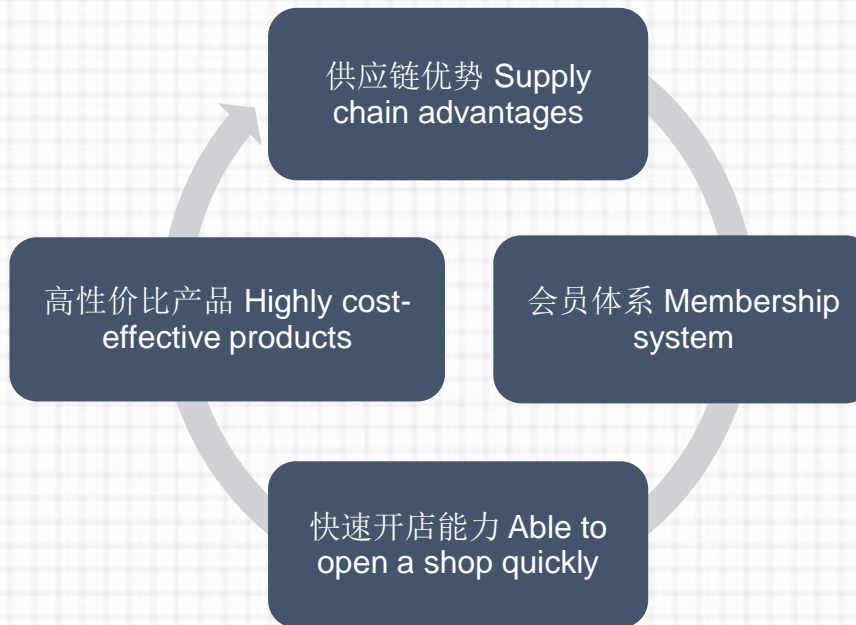 供应链优势 Supply
chain advantages
高性价比产品 Highly cost-
effective products
会员体系 Membership
system
快速开店能力 Able to
open a shop quickly